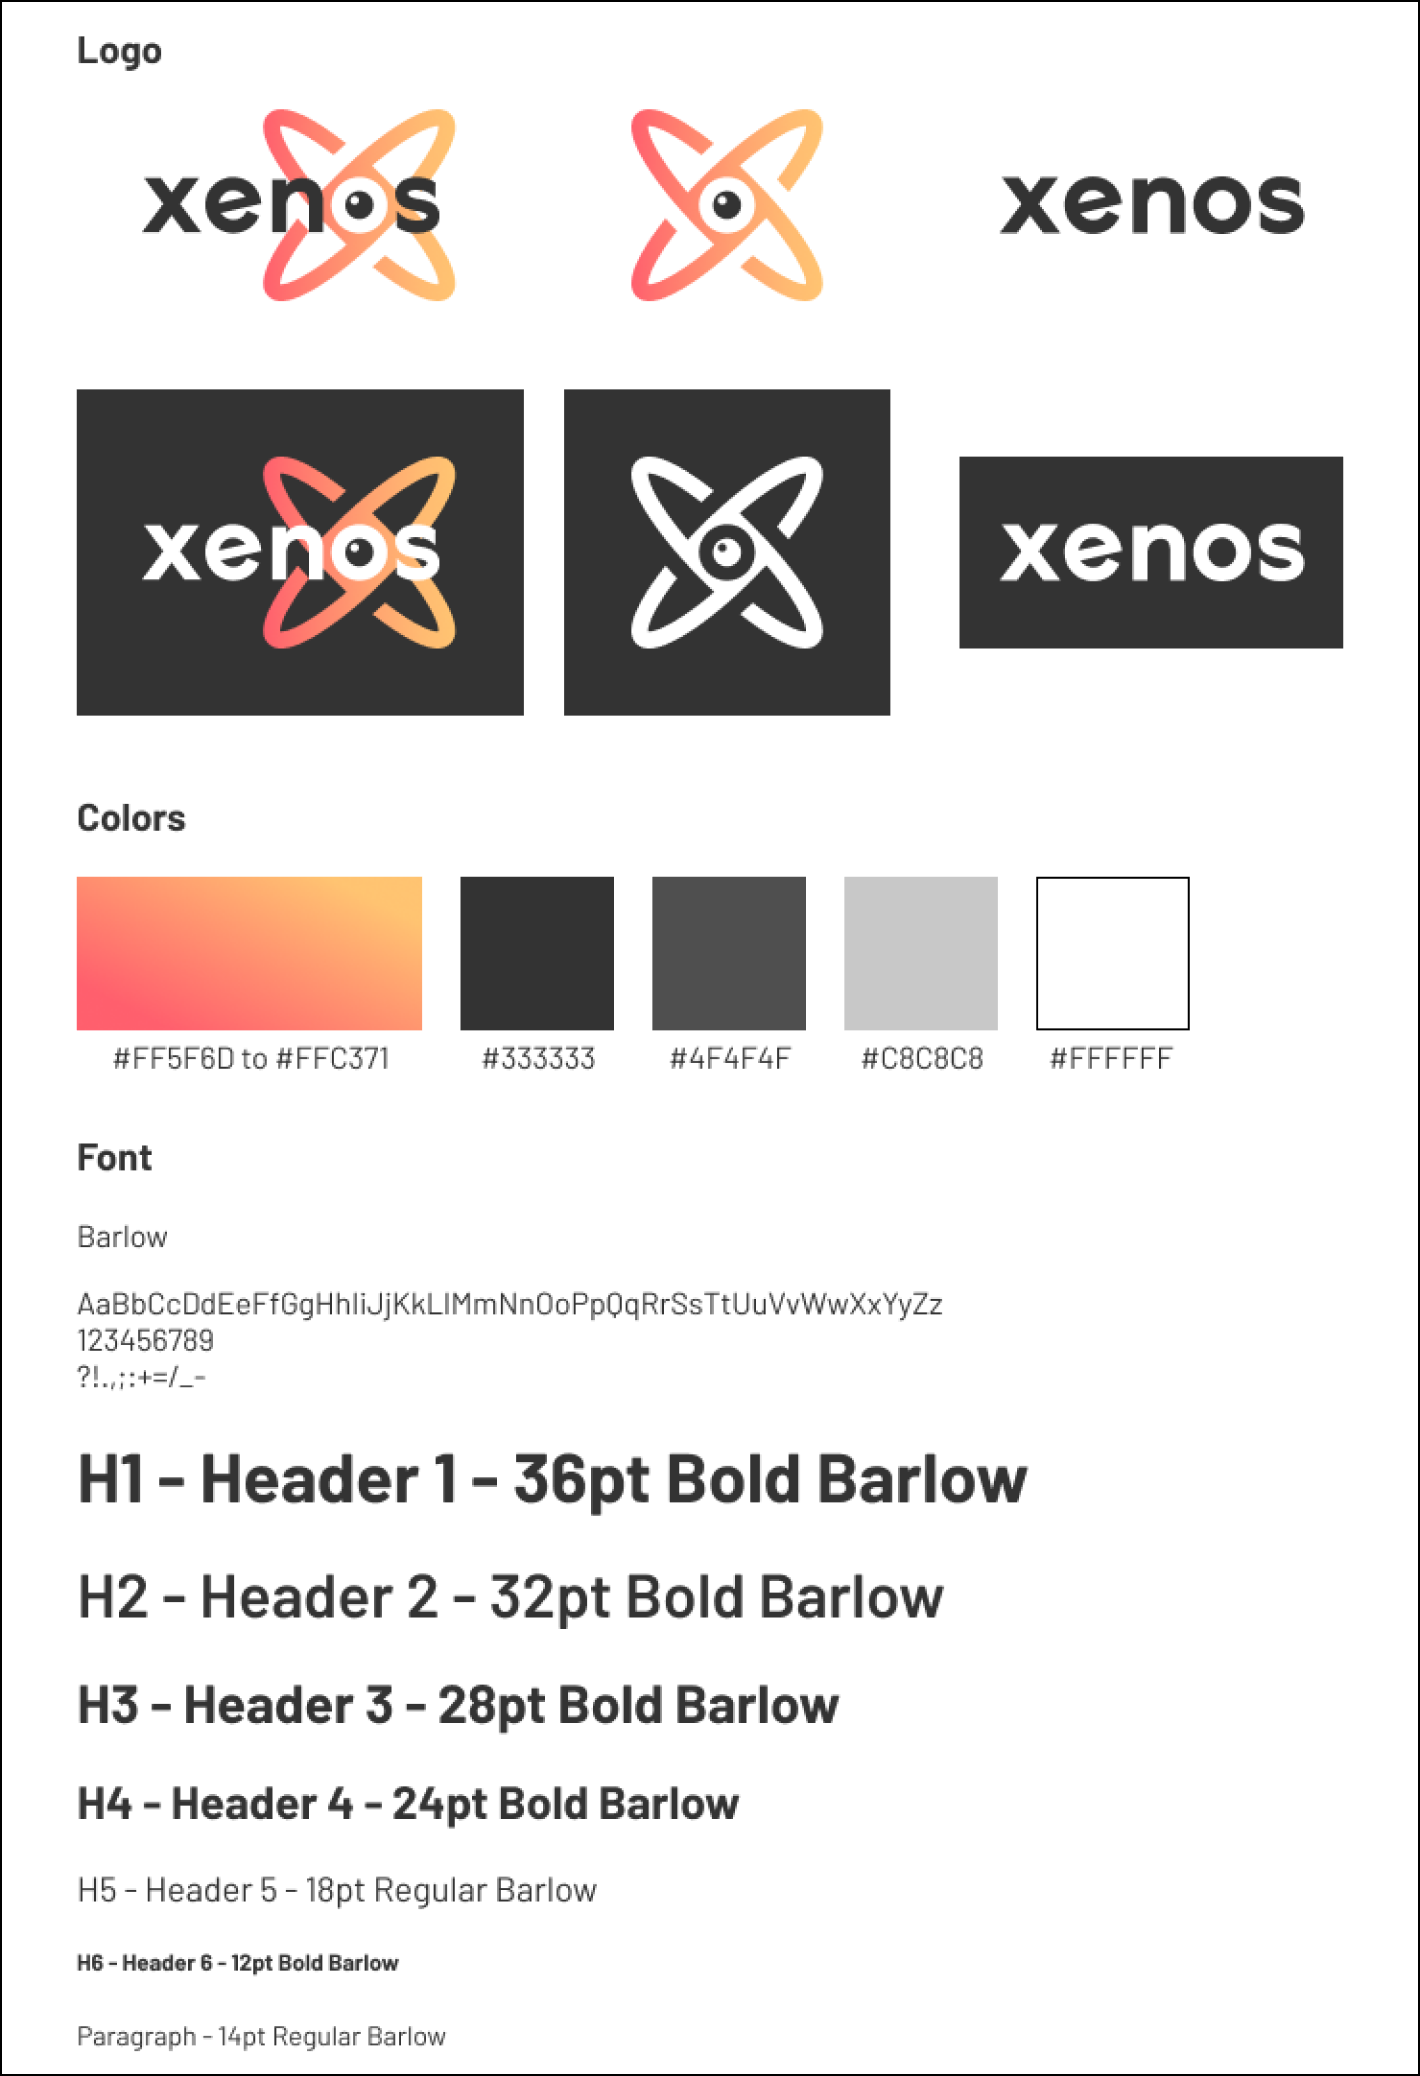 Logo
xenos
xenos
xenos
xenos
Colors
#FF5F6D to #FFC371
#333333
#4F4F4F
#C8C8C8
#FFFFFF
Font
Barlow
AaBbCcDdEeFfGgHhIiJjKkLlMmNnOoPpQqRrSsTtUuVvWwXxYyZz
123456789
?!.,;:+=/_-
H1 - Header 1 - 36pt Bold Barlow
H2 - Header 2 - 32pt Bold Barlow
H3 - Header 3 - 28pt Bold Barlow
H4 - Header 4 - 24pt Bold Barlow
H5 - Header 5 - 18pt Regular Barlow
H6 - Header 6 - 12pt Bold Barlow
Paragraph - 14pt Regular Barlow